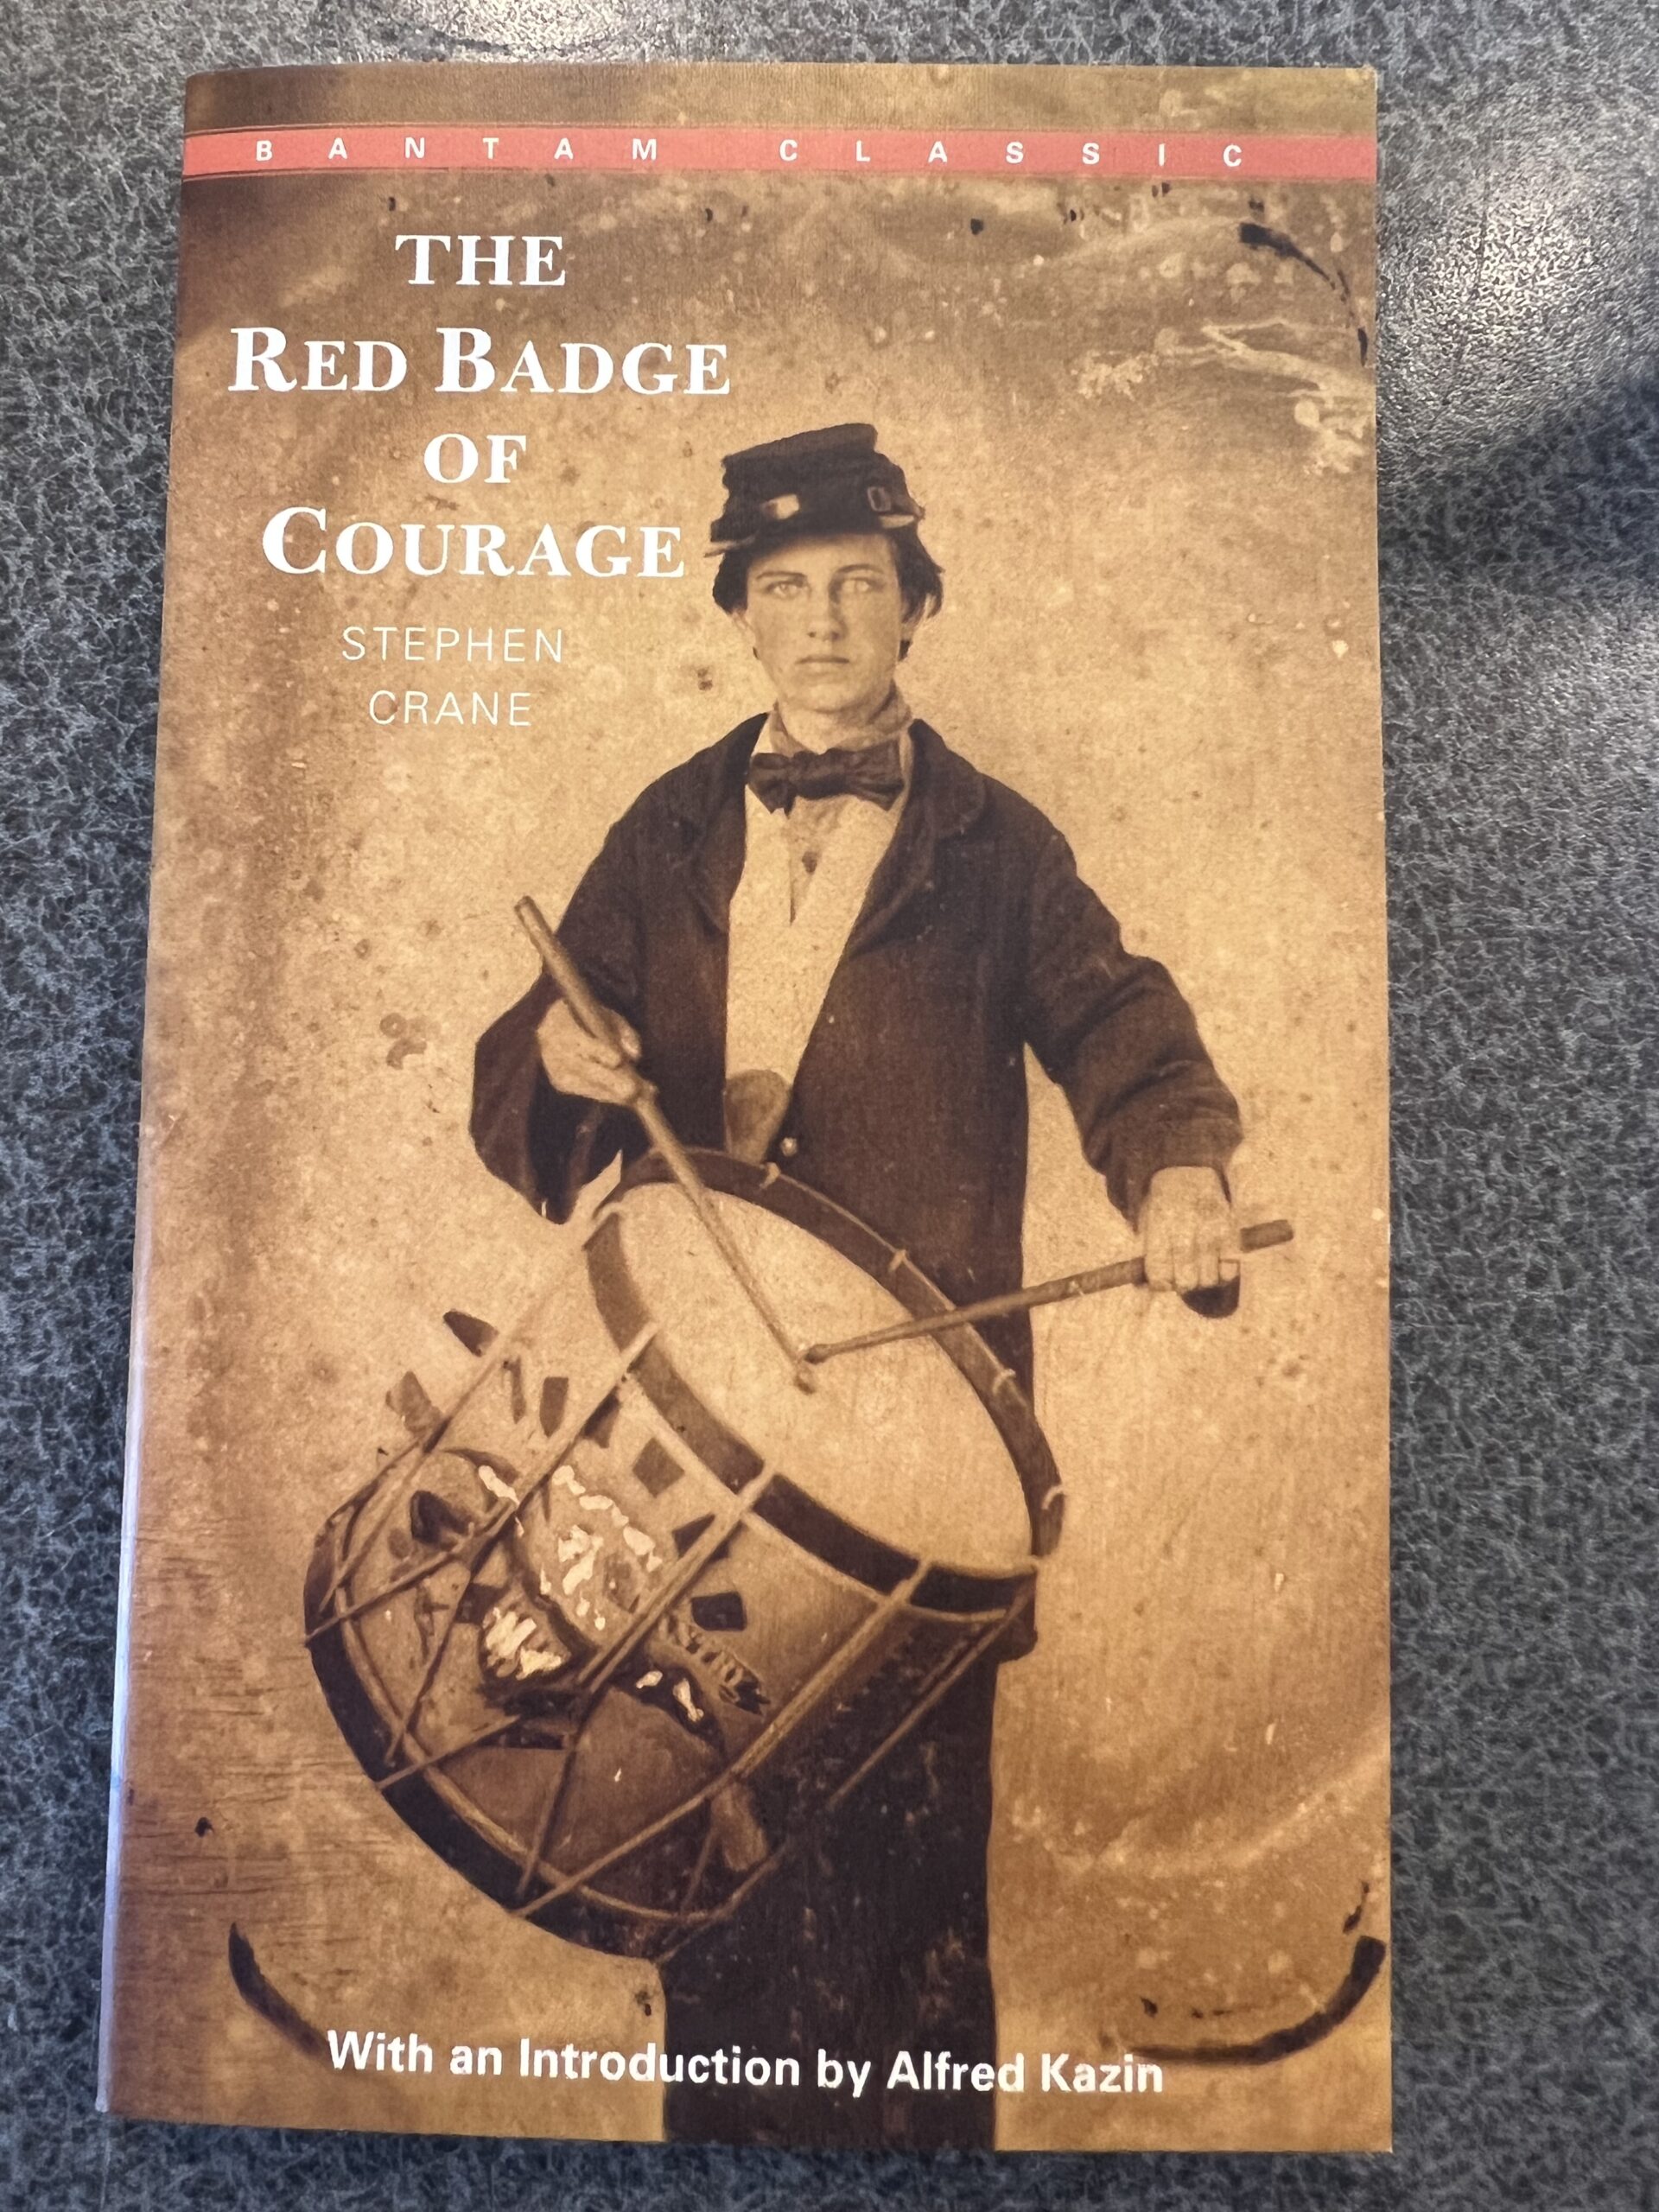 BANTAM CLASSIC
THE
RED BADGE
OF
COURAGE
STEPHEN
CRANE
With an Introduction by Alfred Kazin